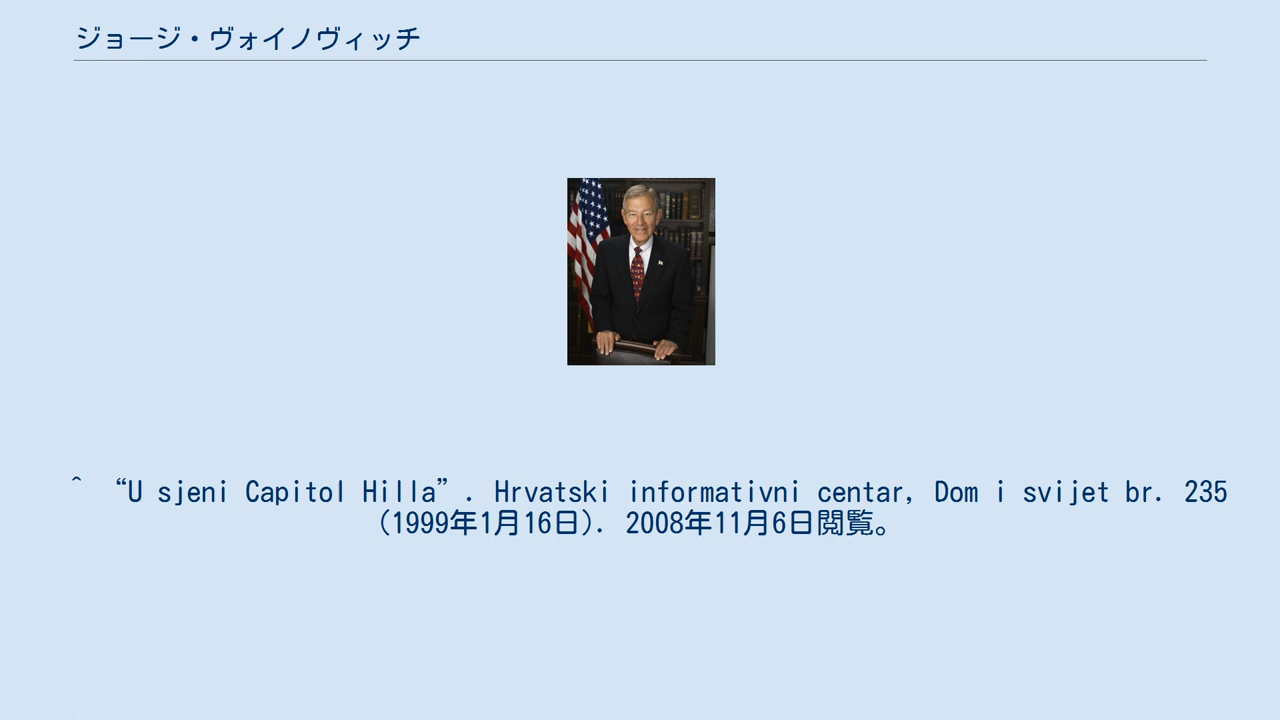 ジョージ・ヴォイノヴィッチ
^ “U sjeni Capitol Hilla”. Hrvatski informativni centar, Dom i svijet br. 235
(1999年1月16日). 2008年11月6日閲覧。